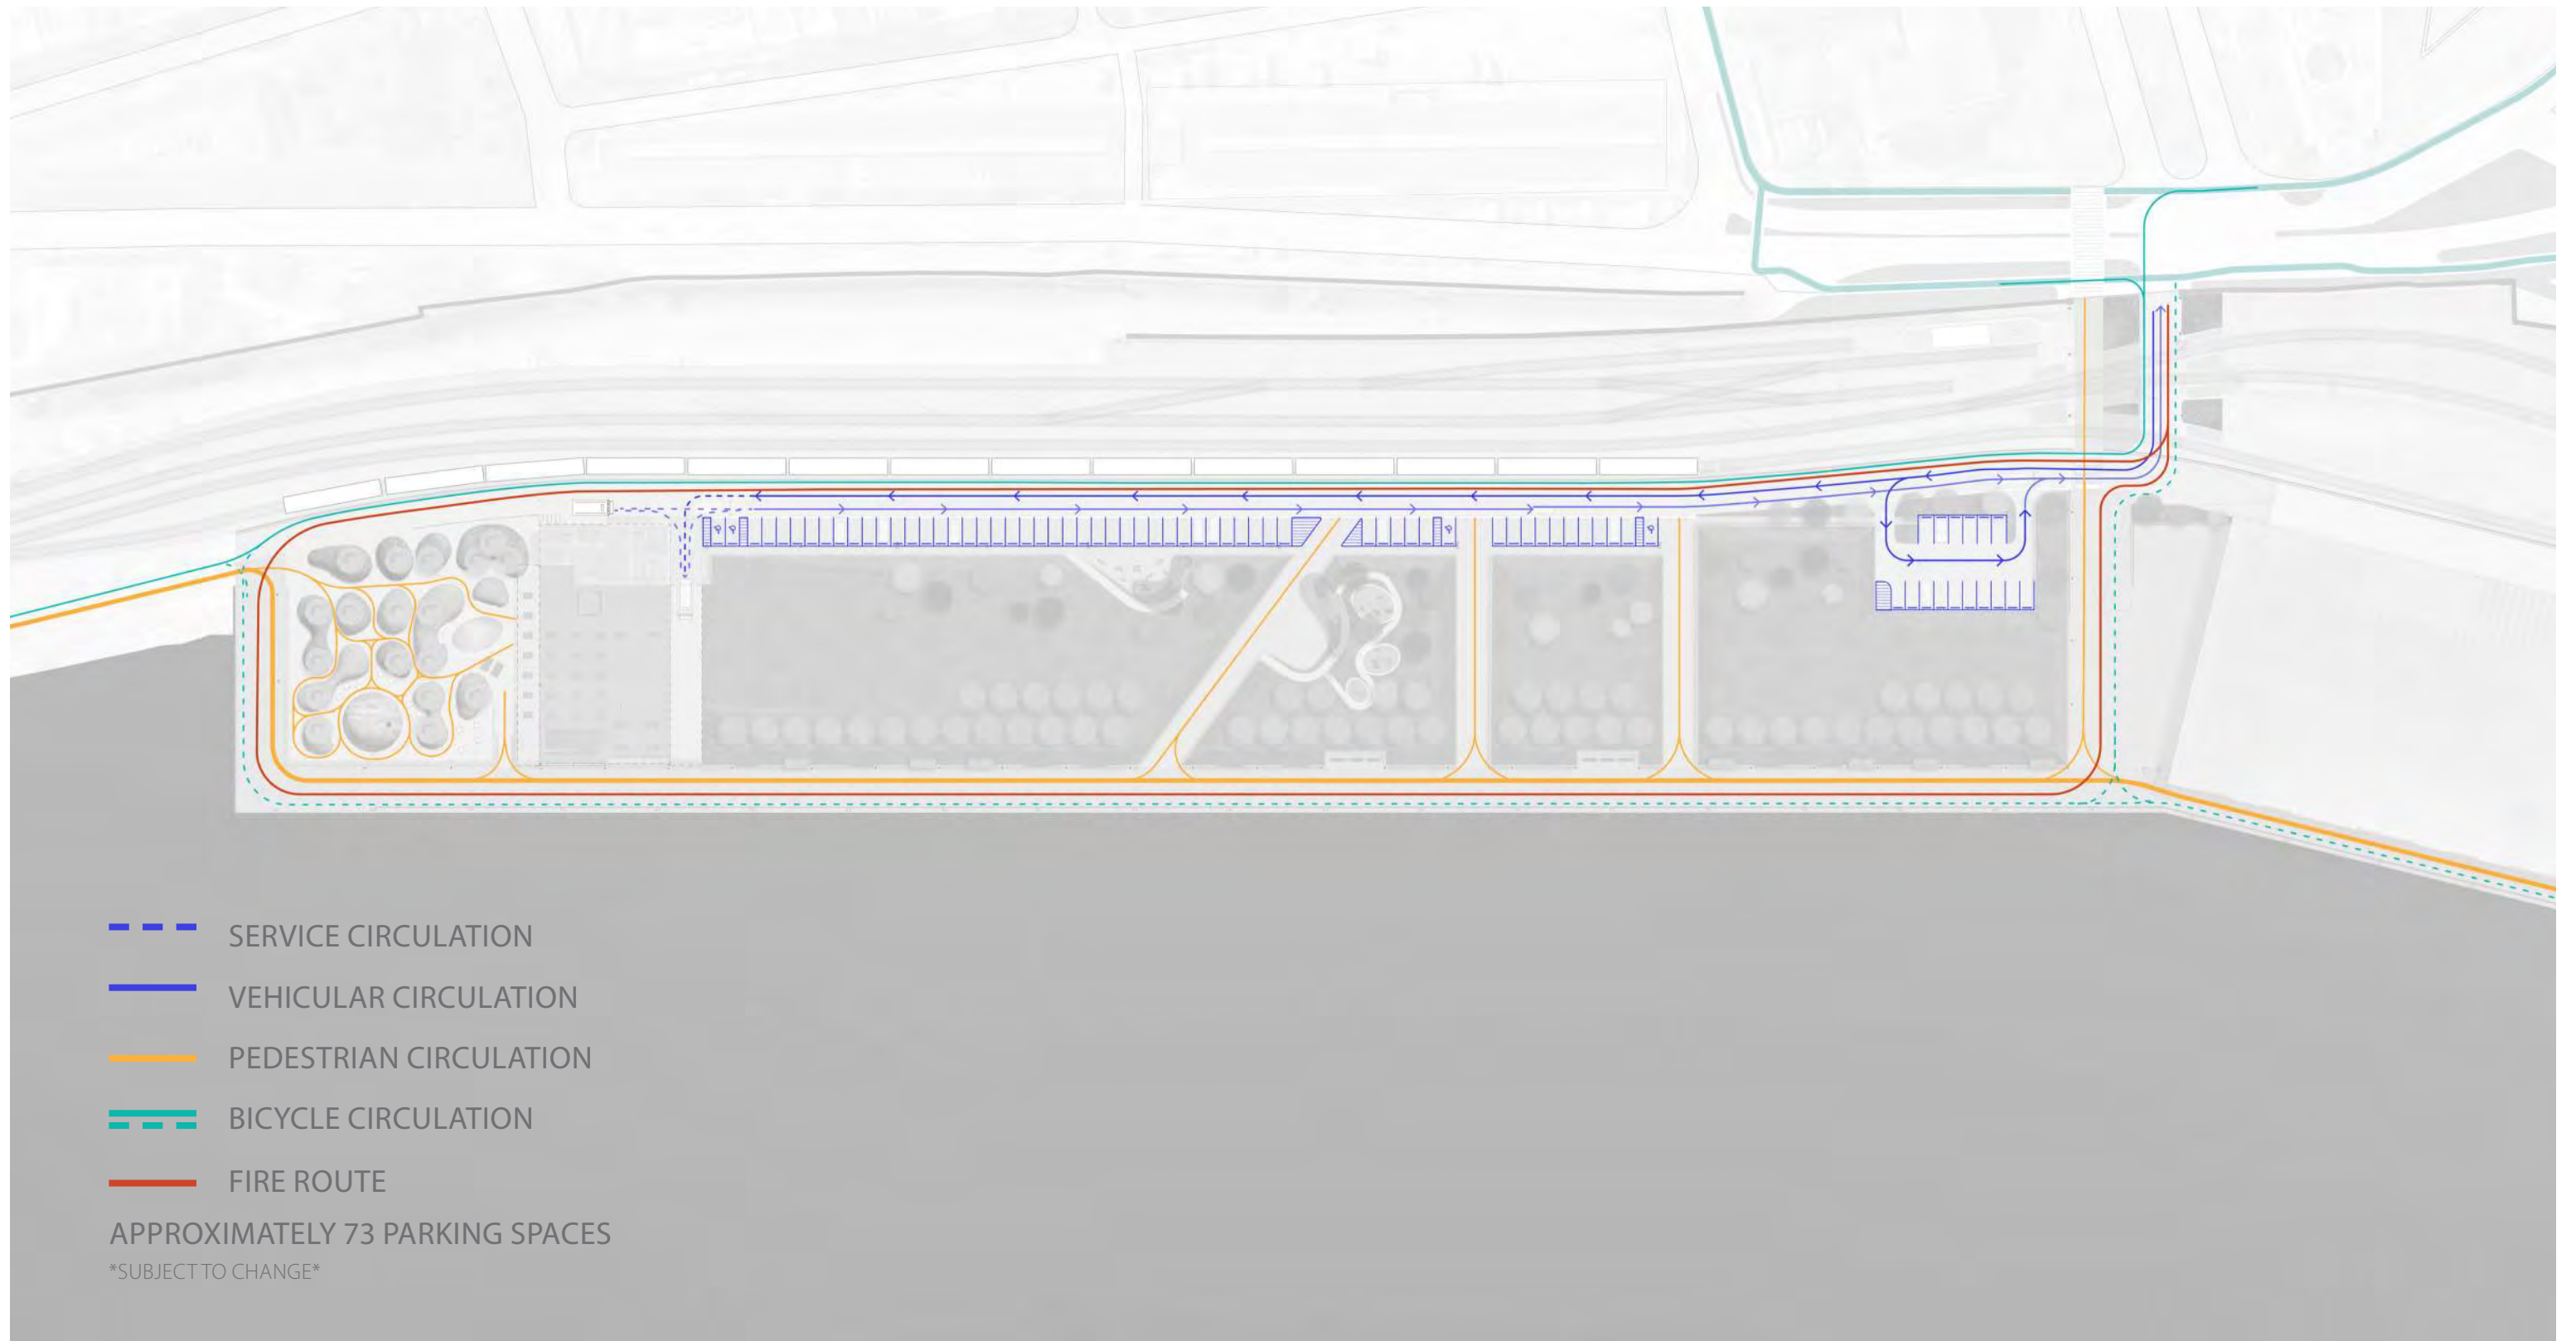 SERVICE CIRCULATION
VEHICULAR CIRCULATION
PEDESTRIAN CIRCULATION
BICYCLE CIRCULATION
FIRE ROUTE
APPROXIMATELY 73 PARKING SPACES
*SUBJECT TO CHANGE*